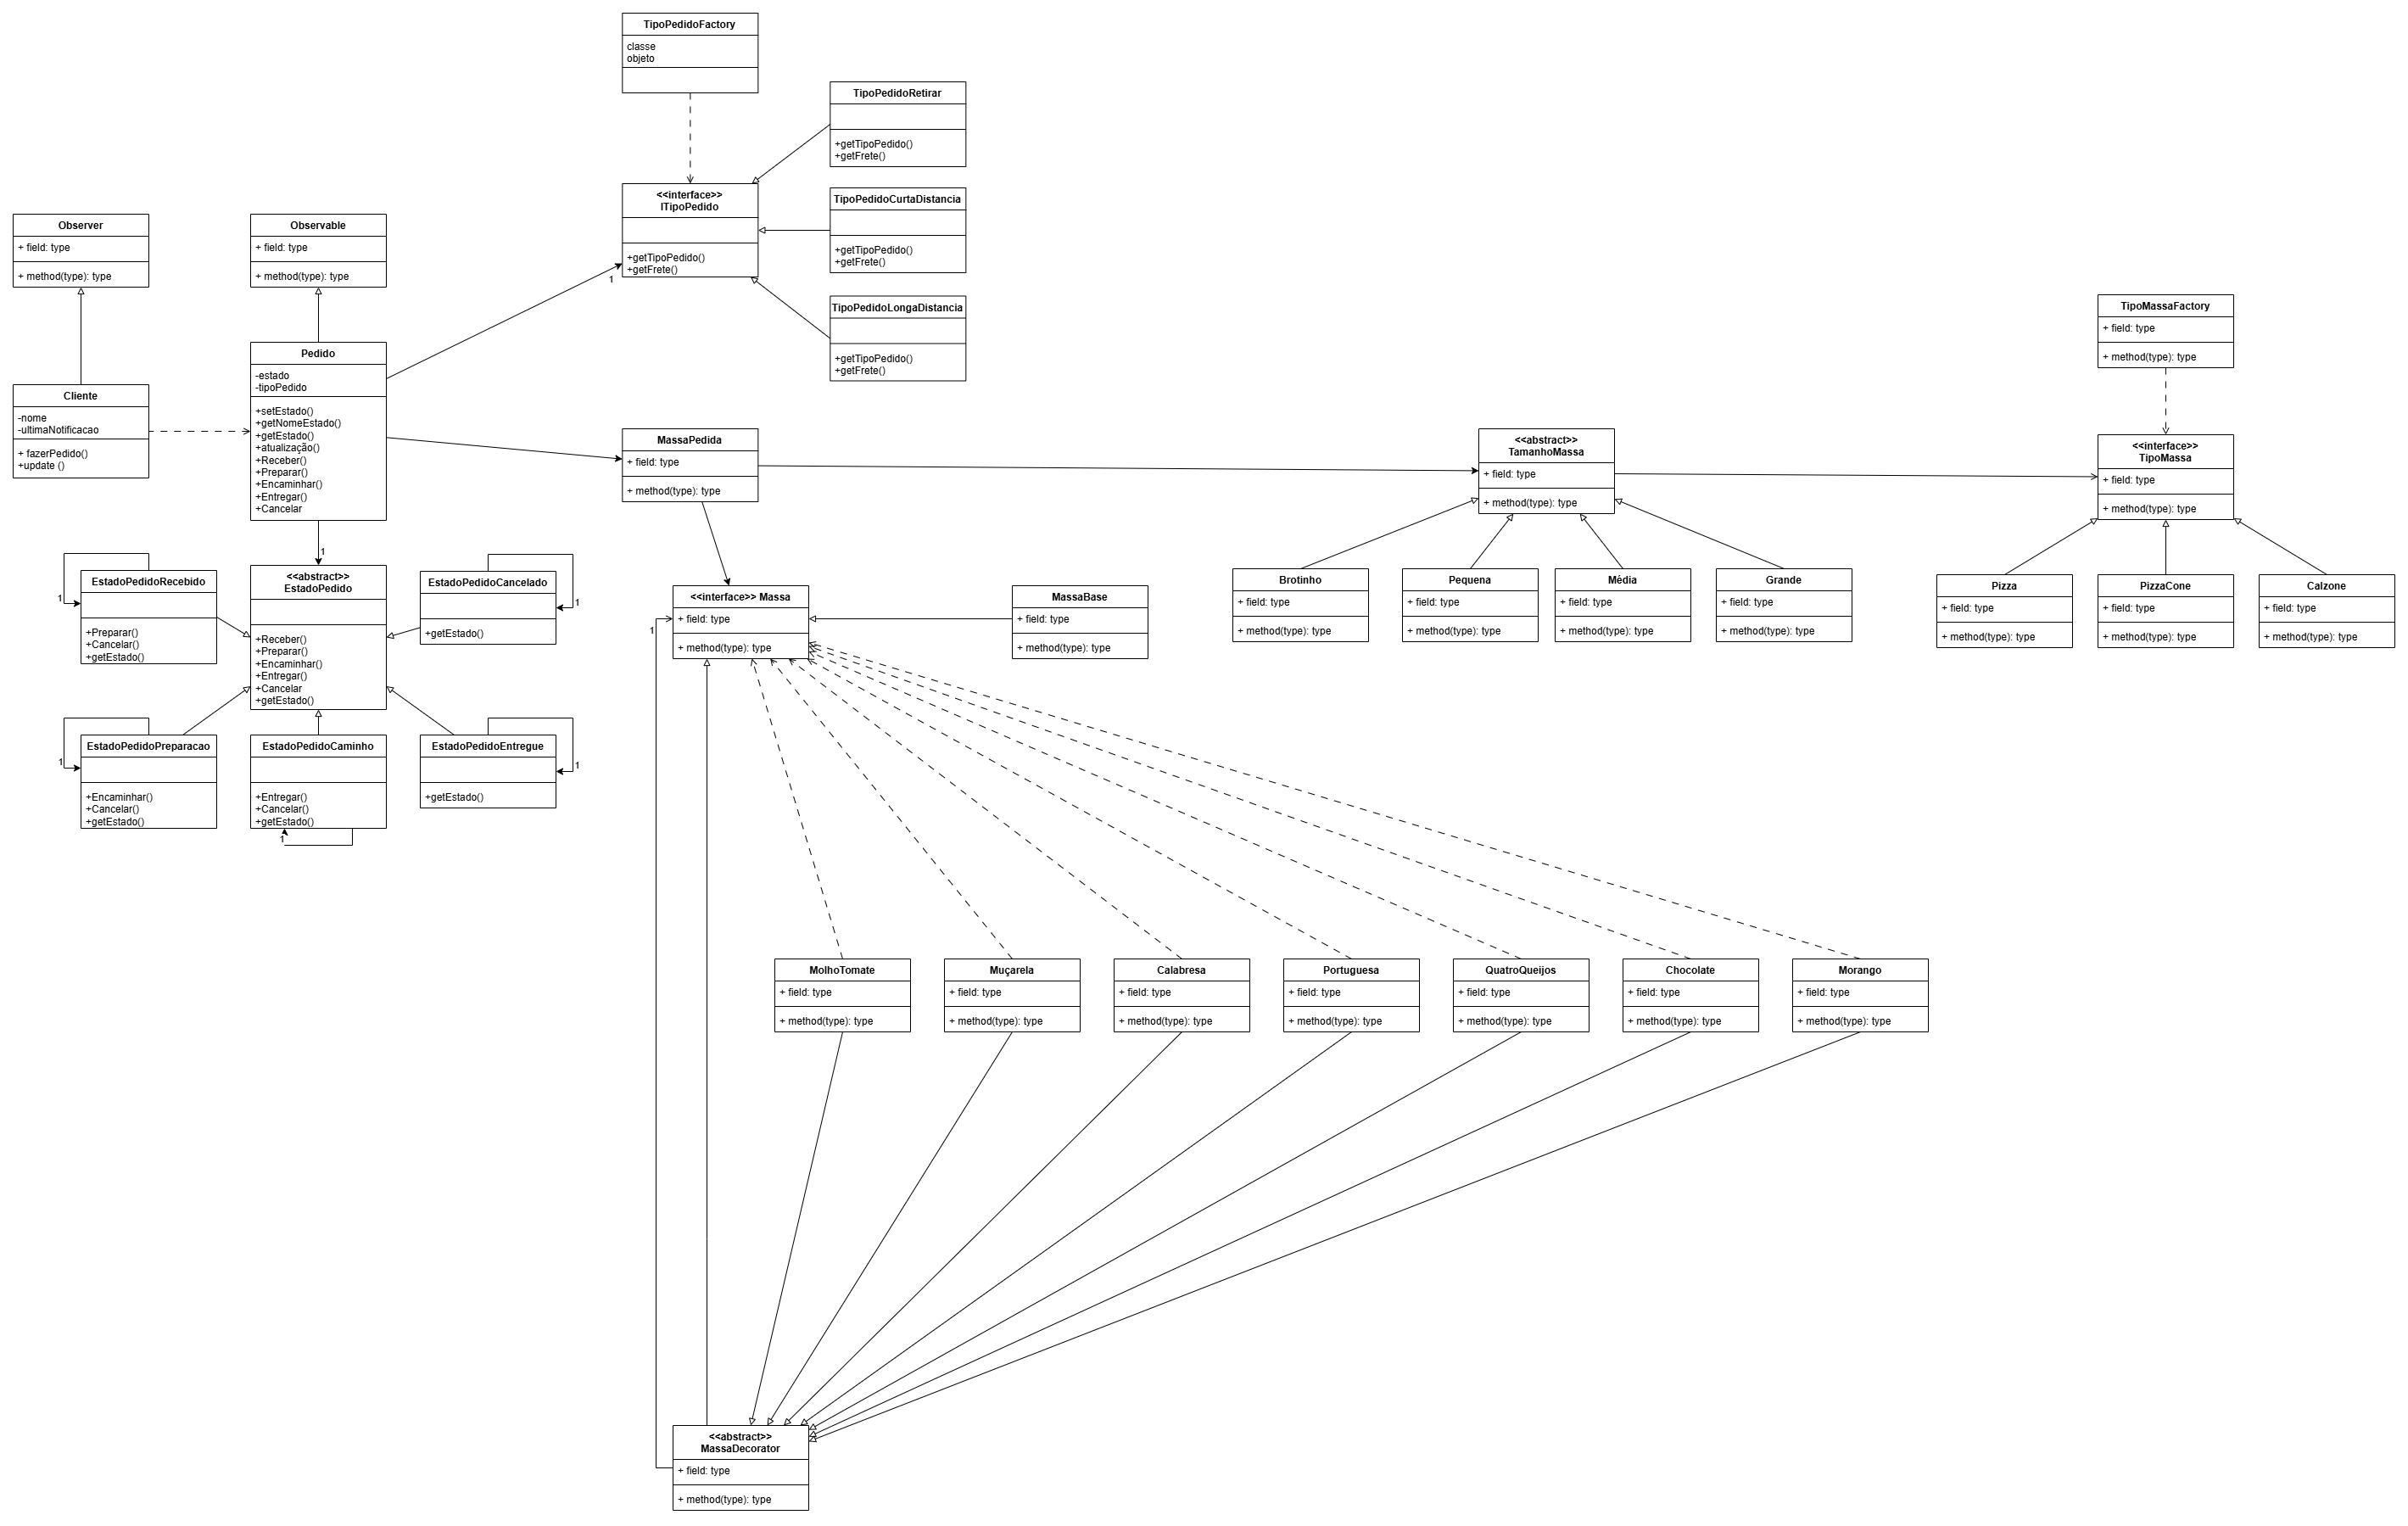 TipoPedidoFactory
classe
objeto
TipoPedidoRetirar
+getTipoPedido()
+getFrete()
<<interface>>
ITipoPedido
+getTipoPedido()
+getFrete()
1
TipoPedidoCurtaDistancia
+getTipoPedido()
+getFrete()
TipoPedidoLongaDistancia
+getTipoPedido()
+getFrete()
Observer
+ field: type
+ method(type): type
Observable
+ field: type
+ method(type): type
Cliente
-nome
-ultimaNotificacao
+ fazerPedido()
+update ()
Pedido
-estado
-tipoPedido
+setEstado()
+getNomeEstado()
+getEstado()
+atualização()
+Receber()
+Preparar()
+Encaminhar()
+Entregar()
+Cancelar
1
MassaPedida
+ field: type
+ method(type): type
<<abstract>>
TamanhoMassa
+ field: type
+ method(type): type
TipoMassaFactory
+ field: type
+ method(type): type
<<interface>>
TipoMassa
+ field: type
+ method(type): type
EstadoPedidoRecebido
+Preparar()
+Cancelar()
+getEstado()
1
<<abstract>>
EstadoPedido
+Receber()
+Preparar()
+Encaminhar()
+Entregar()
+Cancelar
+getEstado()
EstadoPedidoCancelado
+getEstado()
1
<<interface>> Massa
+ field: type
+ method(type): type
1
MassaBase
+ field: type
+ method(type): type
Brotinho
+ field: type
+ method(type): type
Pequena
+ field: type
+ method(type): type
Média
+ field: type
+ method(type): type
Grande
+ field: type
+ method(type): type
Pizza
+ field: type
+ method(type): type
PizzaCone
+ field: type
+ method(type): type
Calzone
+ field: type
+ method(type): type
EstadoPedidoPreparacao
+Encaminhar()
+Cancelar()
+getEstado()
1
EstadoPedidoCaminho
+Entregar()
+Cancelar()
+getEstado()
1
EstadoPedidoEntregue
+getEstado()
1
MolhoTomate
+ field: type
+ method(type): type
Muçarela
+ field: type
+ method(type): type
Calabresa
+ field: type
+ method(type): type
Portuguesa
+ field: type
+ method(type): type
QuatroQueijos
+ field: type
+ method(type): type
Chocolate
+ field: type
+ method(type): type
Morango
+ field: type
+ method(type): type
<<abstract>>
MassaDecorator
+ field: type
+ method(type): type